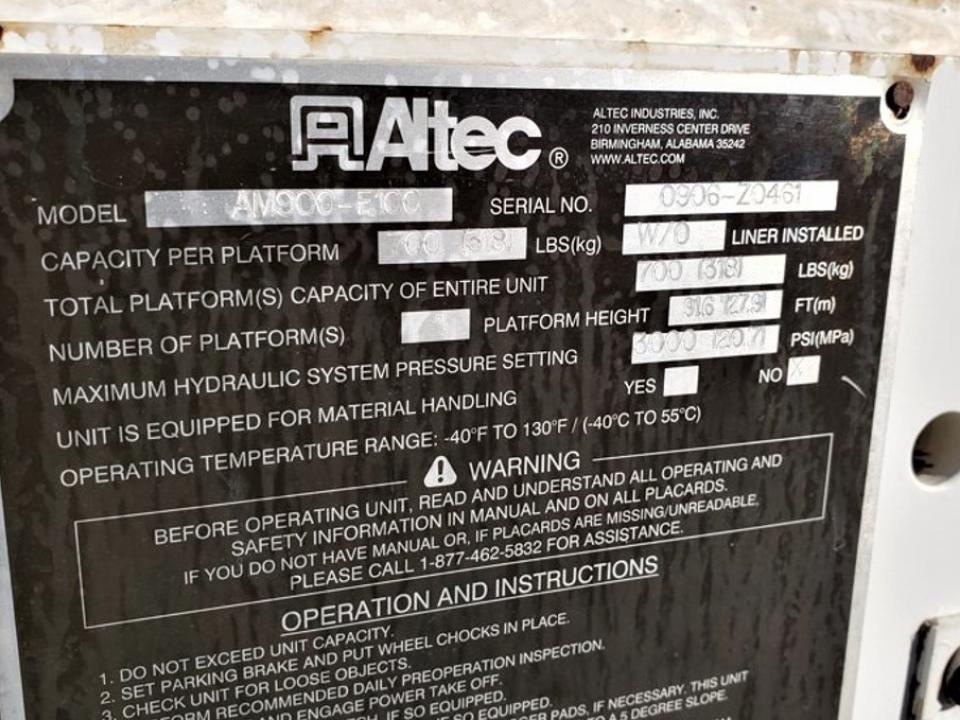 Altec ®
ALTEC INDUSTRIES, INC.
210 INVERNESS CENTER DRIVE
BIRMINGHAM, ALABAMA 35242
WWW.ALTEC.COM
MODEL AM900-E100 SERIAL NO. 0906-Z0461
CAPACITY PER PLATFORM 700 (318) LBS(kg) W/O LINER INSTALLED
TOTAL PLATFORM(S) CAPACITY OF ENTIRE UNIT 700 (318) LBS(kg)
NUMBER OF PLATFORM(S) PLATFORM HEIGHT 91.6 (27.9) FT(m)
MAXIMUM HYDRAULIC SYSTEM PRESSURE SETTING 3000 (20.7) PSI(MPa)
UNIT IS EQUIPPED FOR MATERIAL HANDLING YES NO X
OPERATING TEMPERATURE RANGE: -40°F TO 130°F / (-40°C TO 55°C)
WARNING
BEFORE OPERATING UNIT, READ AND UNDERSTAND ALL OPERATING AND
SAFETY INFORMATION IN MANUAL AND ON ALL PLACARDS.
IF YOU DO NOT HAVE MANUAL OR, IF PLACARDS ARE MISSING/UNREADABLE,
PLEASE CALL 1-877-462-5832 FOR ASSISTANCE.
OPERATION AND INSTRUCTIONS
1. DO NOT EXCEED UNIT CAPACITY.
2. SET PARKING BRAKE AND PUT WHEEL CHOCKS IN PLACE.
3. CHECK UNIT FOR LOOSE OBJECTS.
RECOMMENDED DAILY PREOPERATION INSPECTION.
AND ENGAGE POWER TAKE OFF.
IF SO EQUIPPED.
IF SO EQUIPPED.
PADS, IF NECESSARY. THIS UNIT
TO A 5 DEGREE SLOPE.